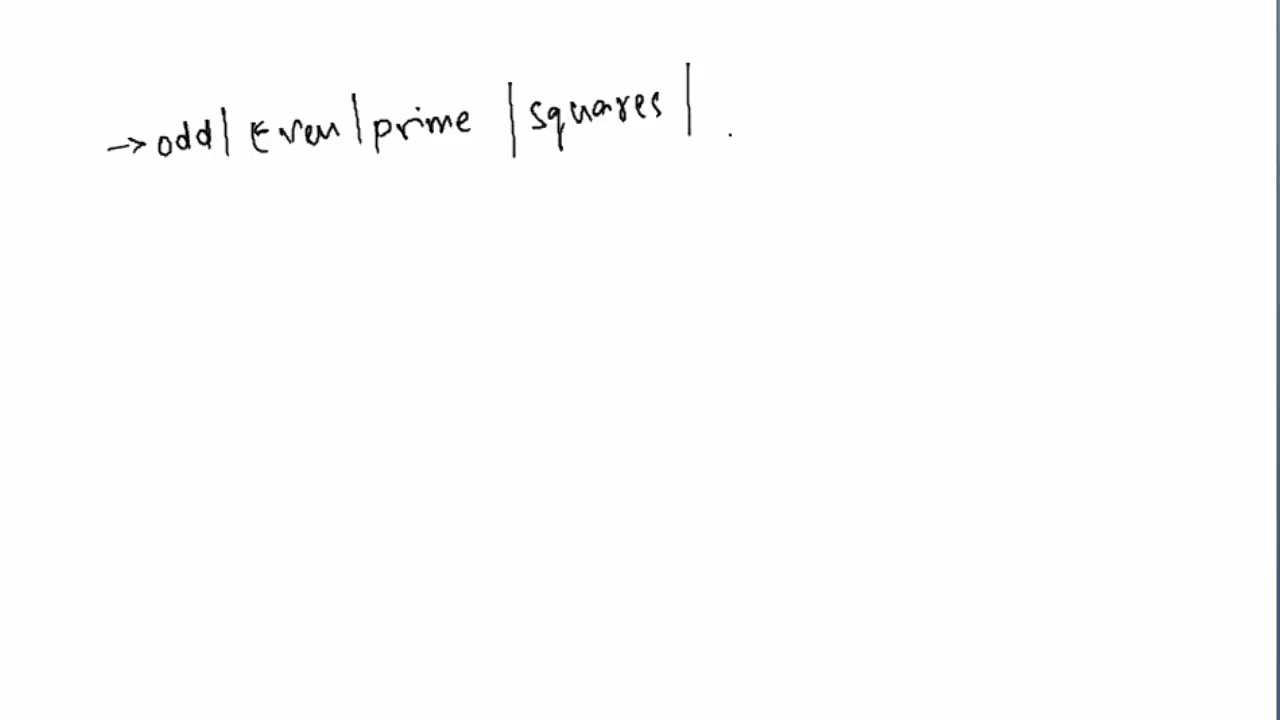 → odd | Even | prime | squares |